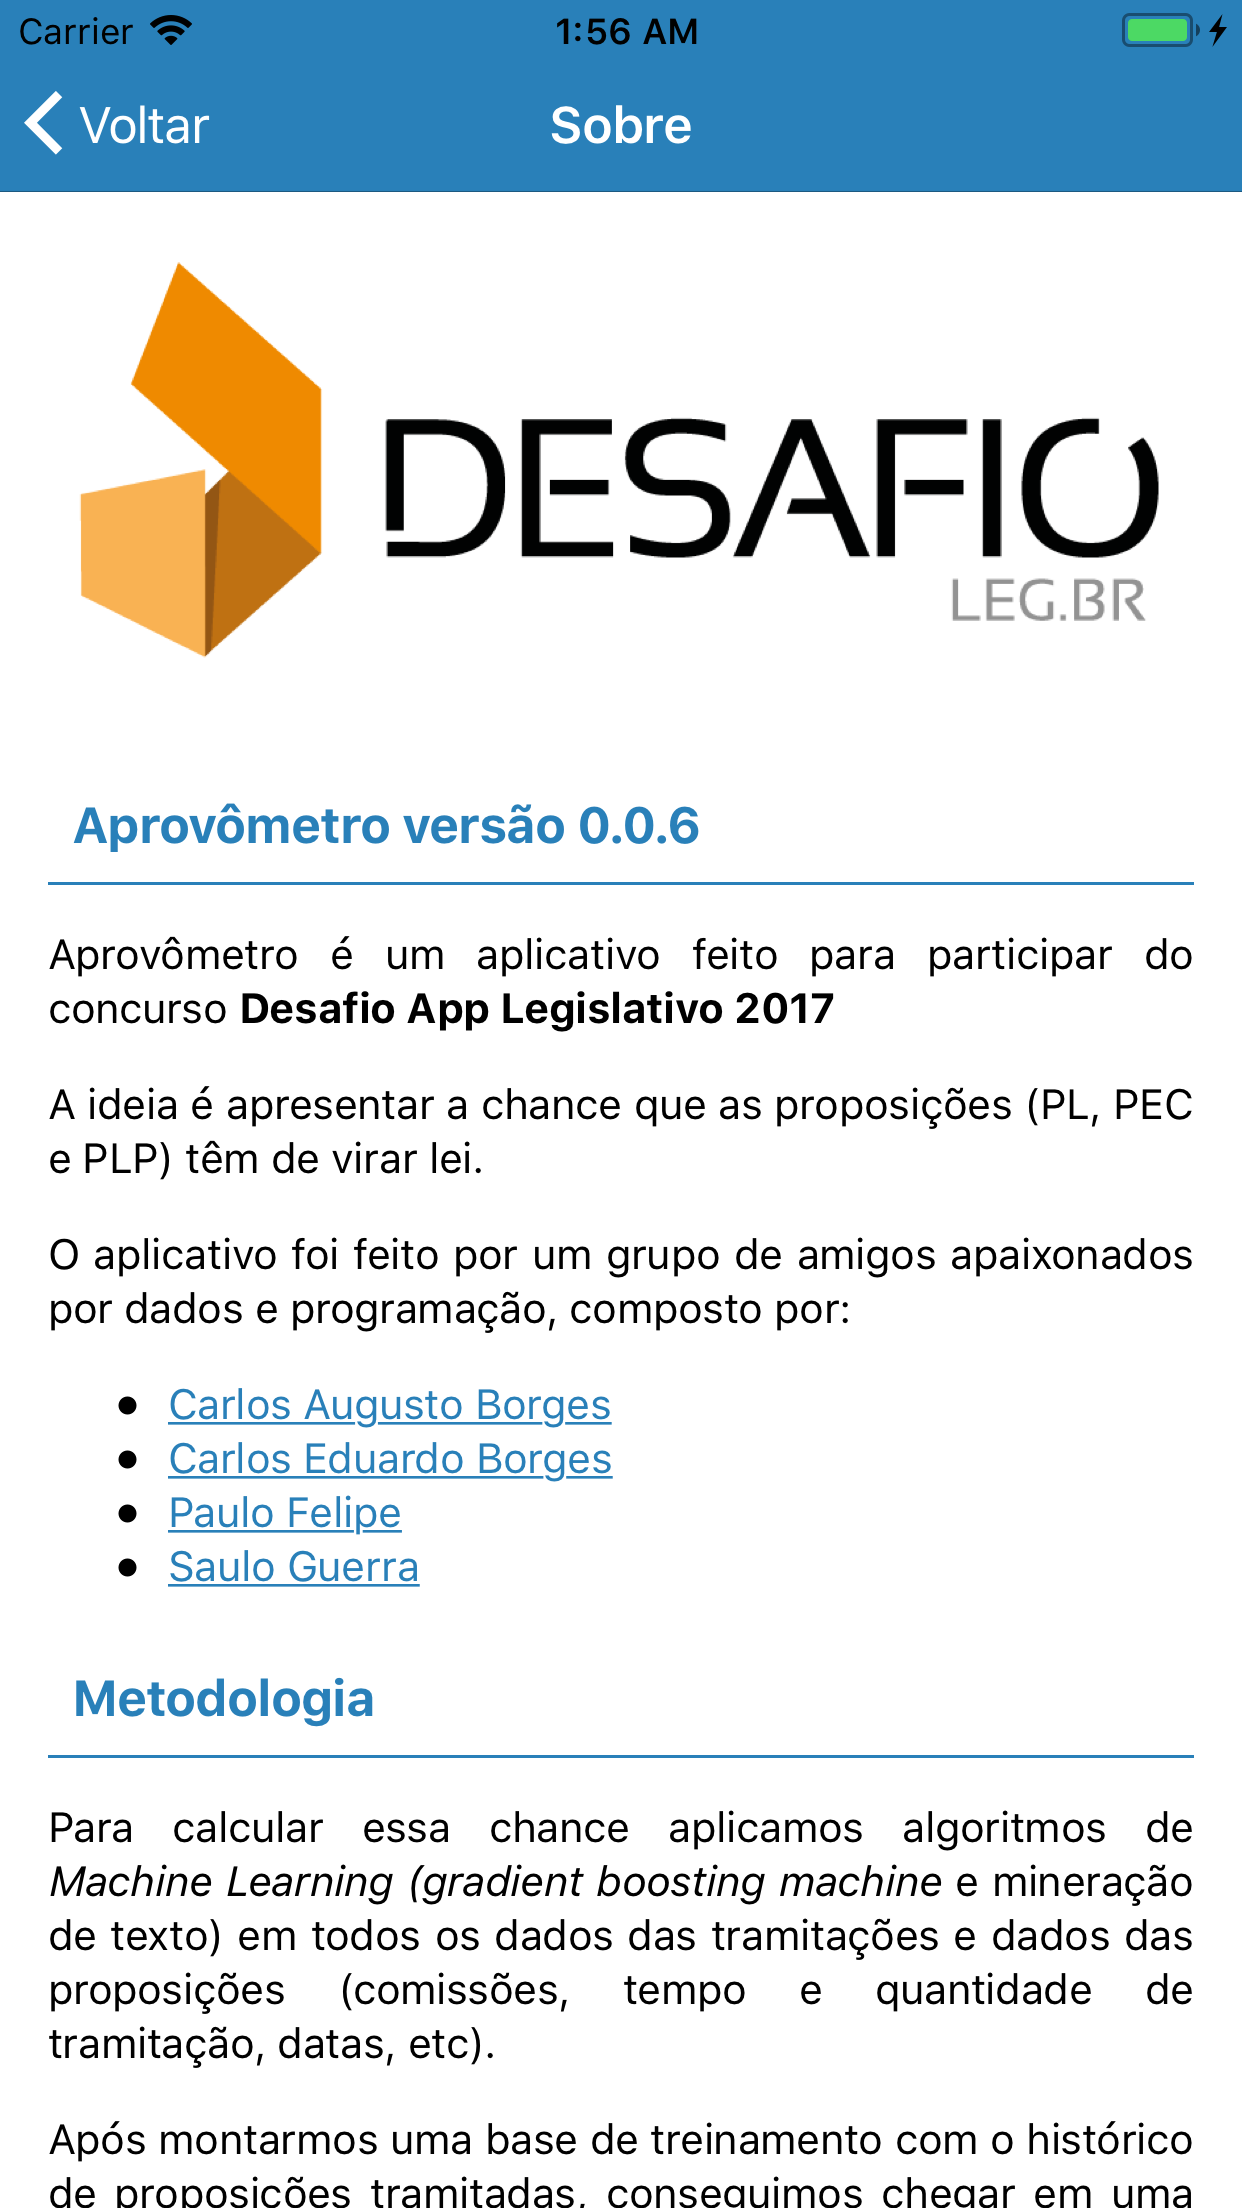 Carrier 1:56 AM
Voltar Sobre
DESAFIO
LEG.BR
Aprovômetro versão 0.0.6
Aprovômetro é um aplicativo feito para participar do
concurso Desafio App Legislativo 2017
A ideia é apresentar a chance que as proposições (PL, PEC
e PLP) têm de virar lei.
O aplicativo foi feito por um grupo de amigos apaixonados
por dados e programação, composto por:
Carlos Augusto Borges
Carlos Eduardo Borges
Paulo Felipe
Saulo Guerra
Metodologia
Para calcular essa chance aplicamos algoritmos de
Machine Learning (gradient boosting machine e mineração
de texto) em todos os dados das tramitações e dados das
proposições (comissões, tempo e quantidade de
tramitação, datas, etc).
Após montarmos uma base de treinamento com o histórico
de proposições tramitadas, conseguimos chegar em uma